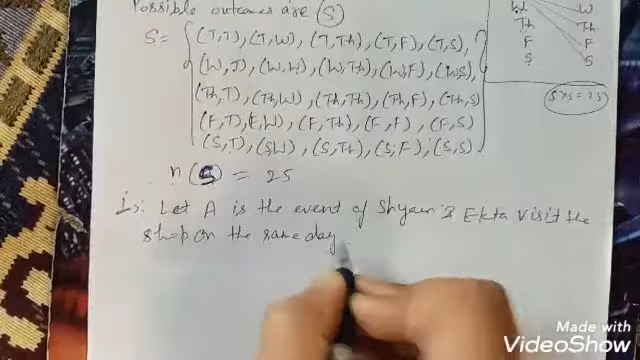 Possible outcomes are (S)
S = { (T,T), (T,W), (T,Th), (T,F), (T,S),
(W,T), (W,W), (W,Th), (W,F), (W,S)
(Th,T), (Th,W), (Th,Th), (Th,F), (Th,S)
(F,T), (F,W), (F,Th), (F,F), (F,S)
(S,T), (S,W), (S,Th), (S,F), (S,S) }
W
Th Th
F F
S S
5×5=25
n(S) = 25
i>: Let A is the event of Shyam & Ekta visit the
shop on the same day
Made with
VideoShow